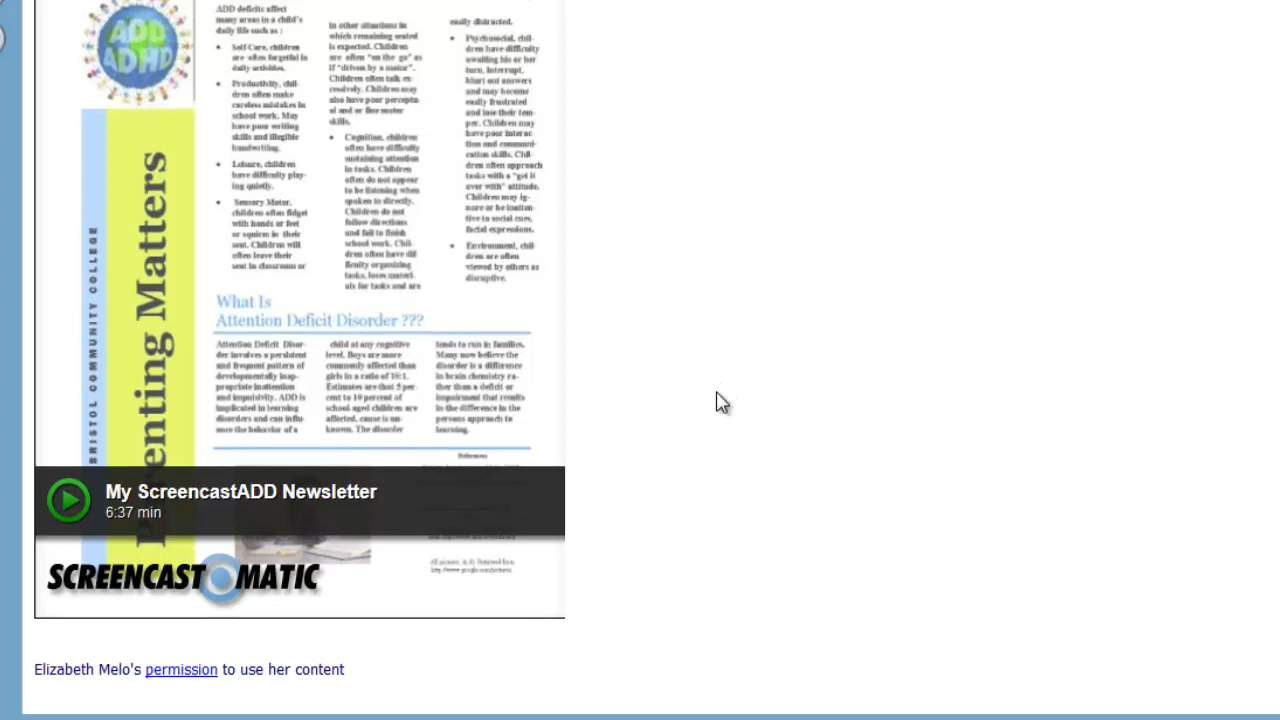 ADD
ADHD
BRISTOL COMMUNITY COLLEGE
Parenting Matters
ADD deficits affect
many areas in a child's
daily life such as :
• Self Care, children
are often forgetful in
daily activities.
• Productivity, chil-
dren often make
careless mistakes in
school work. May
have poor writing
skills and illegible
handwriting.
• Leisure, children
have difficulty play-
ing quietly.
• Sensory Motor,
children often fidget
with hands or feet
or squirm in their
seat. Children will
often leave their
seat in classroom or
in other situations in
which remaining seated
is expected. Children
are often "on the go" as
if "driven by a motor".
Children often talk ex-
cessively. Children may
also have poor perceptu-
al and or fine motor
skills.
• Cognition, children
often have difficulty
sustaining attention
in tasks. Children
often do not appear
to be listening when
spoken to directly.
Children do not
follow directions
and fail to finish
school work. Chil-
dren often have dif
ficulty organizing
tasks, loses materi-
als for tasks and are
easily distracted.
• Psychosocial, chil-
dren have difficulty
awaiting his or her
turn, interrupt,
blurt out answers
and may become
easily frustrated
and lose their tem-
per. Children may
have poor interac-
tion and communi-
cation skills. Chil-
dren often approach
tasks with a "get it
over with" attitude.
Children may ig-
nore or be inatten-
tive to social cues,
facial expressions.
• Environment, chil-
dren are often
viewed by others as
disruptive.
What Is
Attention Deficit Disorder ???
Attention Deficit Disor-
der involves a persistent
and frequent pattern of
developmentally inap-
propriate inattention
and impulsivity. ADD is
implicated in learning
disorders and can influ-
ence the behavior of a
child at any cognitive
level. Boys are more
commonly affected than
girls in a ratio of 10:1.
Estimates are that 5 per-
cent to 10 percent of
school-aged children are
affected, cause is un-
known. The disorder
tends to run in families.
Many now believe the
disorder is a difference
in brain chemistry ra-
ther than a deficit or
impairment that results
in the difference in the
persons approach to
learning.
References
My ScreencastADD Newsletter
6:37 min
SCREENCAST MATIC
Elizabeth Melo's permission to use her content